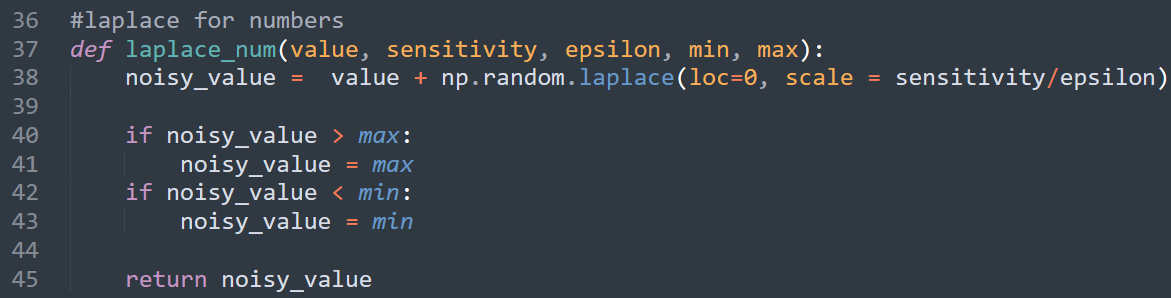 36 #laplace for numbers
37 def laplace_num(value, sensitivity, epsilon, min, max):
38     noisy_value =  value + np.random.laplace(loc=0, scale = sensitivity/epsilon)
39
40     if noisy_value > max:
41         noisy_value = max
42     if noisy_value < min:
43         noisy_value = min
44
45     return noisy_value